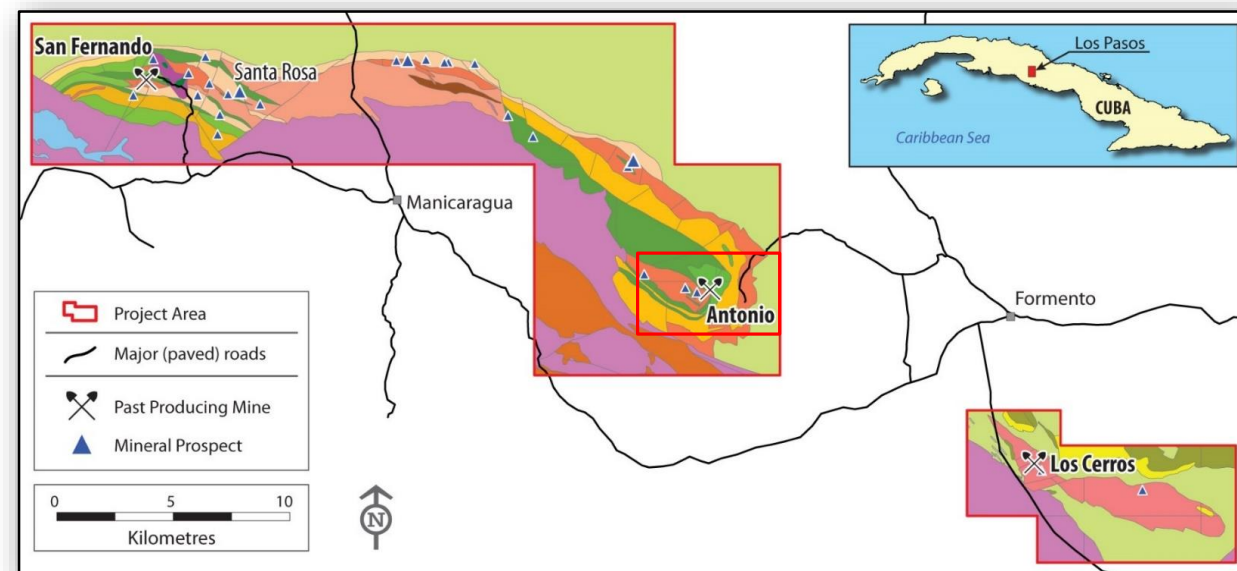 San Fernando
Santa Rosa
Los Pasos
CUBA
Caribbean Sea
Manicaragua
Antonio
Formento
Los Cerros
Project Area
Major (paved) roads
Past Producing Mine
Mineral Prospect
0 5 10
Kilometres
N